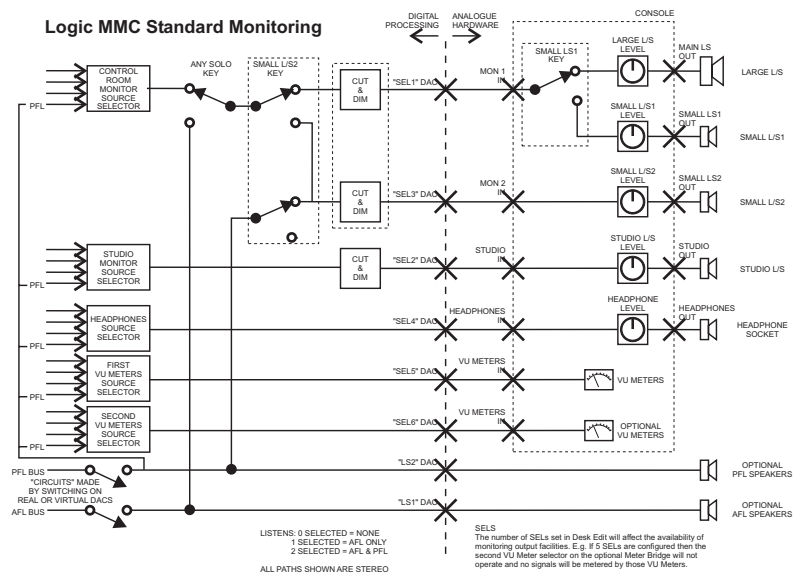 Logic MMC Standard Monitoring
DIGITAL
PROCESSING
ANALOGUE
HARDWARE
CONSOLE
CONTROL
ROOM
MONITOR
SOURCE
SELECTOR
PFL
ANY SOLO
KEY
SMALL L/S2
KEY
CUT
&
DIM
"SEL1" DAC
MON 1
IN
SMALL LS1
KEY
LARGE L/S
LEVEL
MAIN LS
OUT
LARGE L/S
SMALL L/S1
LEVEL
SMALL LS1
OUT
SMALL L/S1
CUT
&
DIM
"SEL3" DAC
MON 2
IN
SMALL L/S2
LEVEL
SMALL LS2
OUT
SMALL L/S2
STUDIO
MONITOR
SOURCE
SELECTOR
PFL
CUT
&
DIM
"SEL2" DAC
STUDIO
IN
STUDIO L/S
LEVEL
STUDIO
OUT
STUDIO L/S
HEADPHONES
SOURCE
SELECTOR
PFL
"SEL4" DAC
HEADPHONES
IN
HEADPHONE
LEVEL
HEADPHONES
OUT
HEADPHONE
SOCKET
FIRST
VU METERS
SOURCE
SELECTOR
PFL
"SEL5" DAC
VU METERS
IN
VU METERS
SECOND
VU METERS
SOURCE
SELECTOR
PFL
"SEL6" DAC
VU METERS
IN
OPTIONAL
VU METERS
PFL BUS
"LS2" DAC
OPTIONAL
PFL SPEAKERS
"CIRCUITS" MADE
BY SWITCHING ON
REAL OR VIRTUAL DACS
AFL BUS
"LS1" DAC
OPTIONAL
AFL SPEAKERS
LISTENS: 0 SELECTED = NONE
1 SELECTED = AFL ONLY
2 SELECTED = AFL & PFL
ALL PATHS SHOWN ARE STEREO
SELS
The number of SELs set in Desk Edit will affect the availability of
monitoring output facilities. E.g. If 5 SELs are configured then the
second VU Meter selector on the optional Meter Bridge will not
operate and no signals will be metered by those VU Meters.